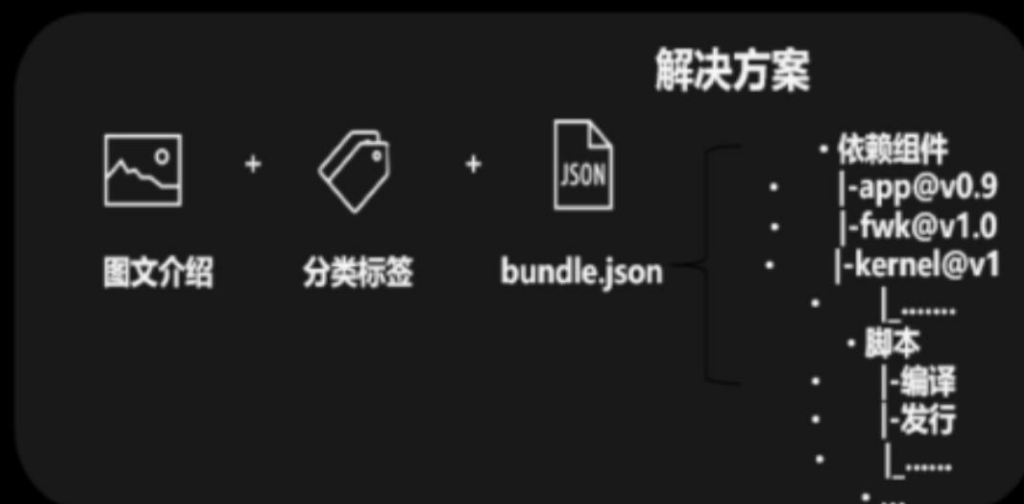 解决方案
+
+
JSON
图文介绍
分类标签
bundle.json
• 依赖组件
• |-app@v0.9
• |-fwk@v1.0
• |-kernel@v1
• |_.......
• 脚本
• |-编译
• |-发行
• |_......
• ...